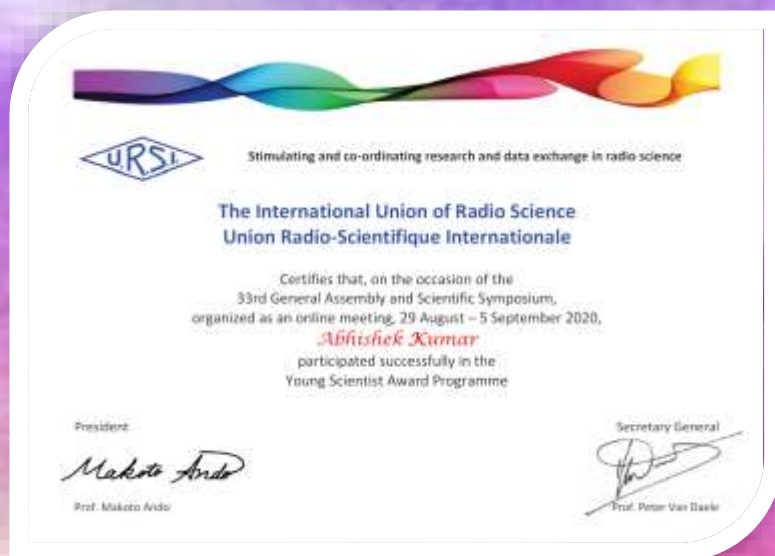 U.R.S.I.
Stimulating and co-ordinating research and data exchange in radio science
The International Union of Radio Science
Union Radio-Scientifique Internationale
Certifies that, on the occasion of the
33rd General Assembly and Scientific Symposium,
organized as an online meeting, 29 August – 5 September 2020,
Abhishek Kumar
participated successfully in the
Young Scientist Award Programme
President
Secretary General
Makoto Ando
Prof. Makoto Ando
Prof. Peter Van Daele